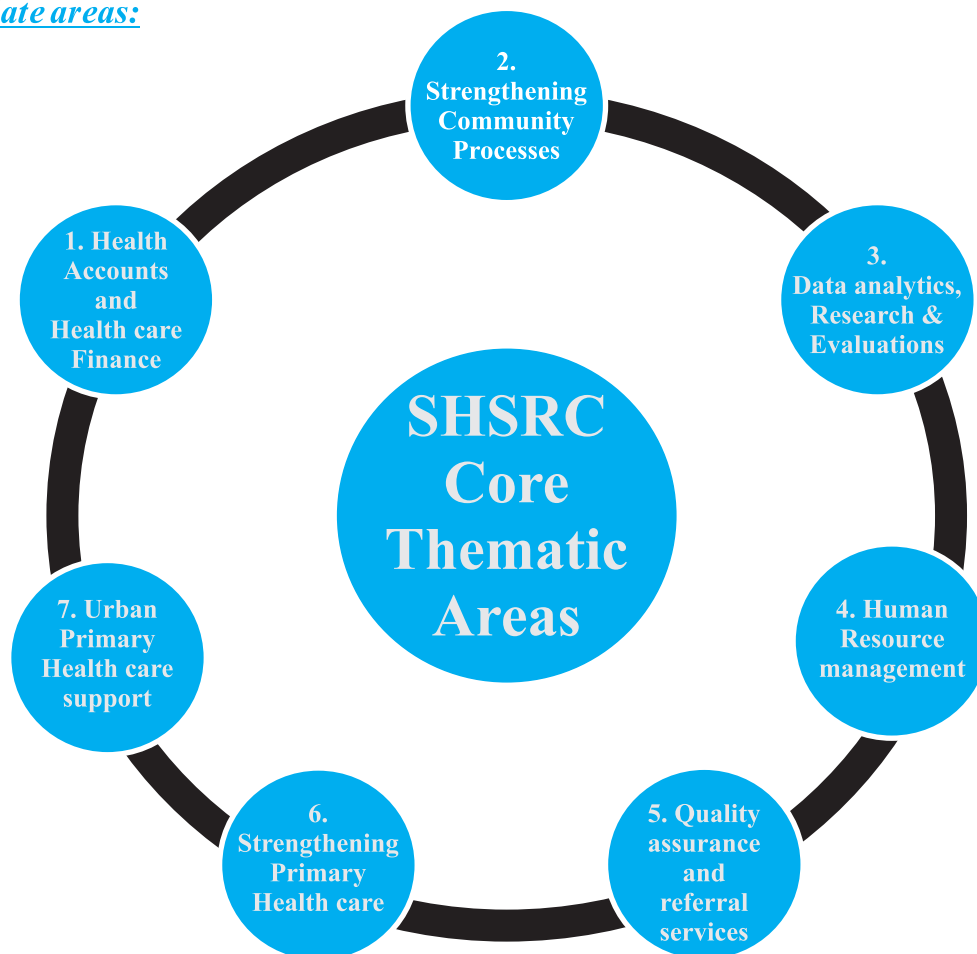 ate areas:
2.
Strengthening
Community
Processes
1. Health
Accounts
and
Health care
Finance
3.
Data analytics,
Research &
Evaluations
SHSRC
Core
Thematic
Areas
4. Human
Resource
management
7. Urban
Primary
Health care
support
6.
Strengthening
Primary
Health care
5. Quality
assurance
and
referral
services